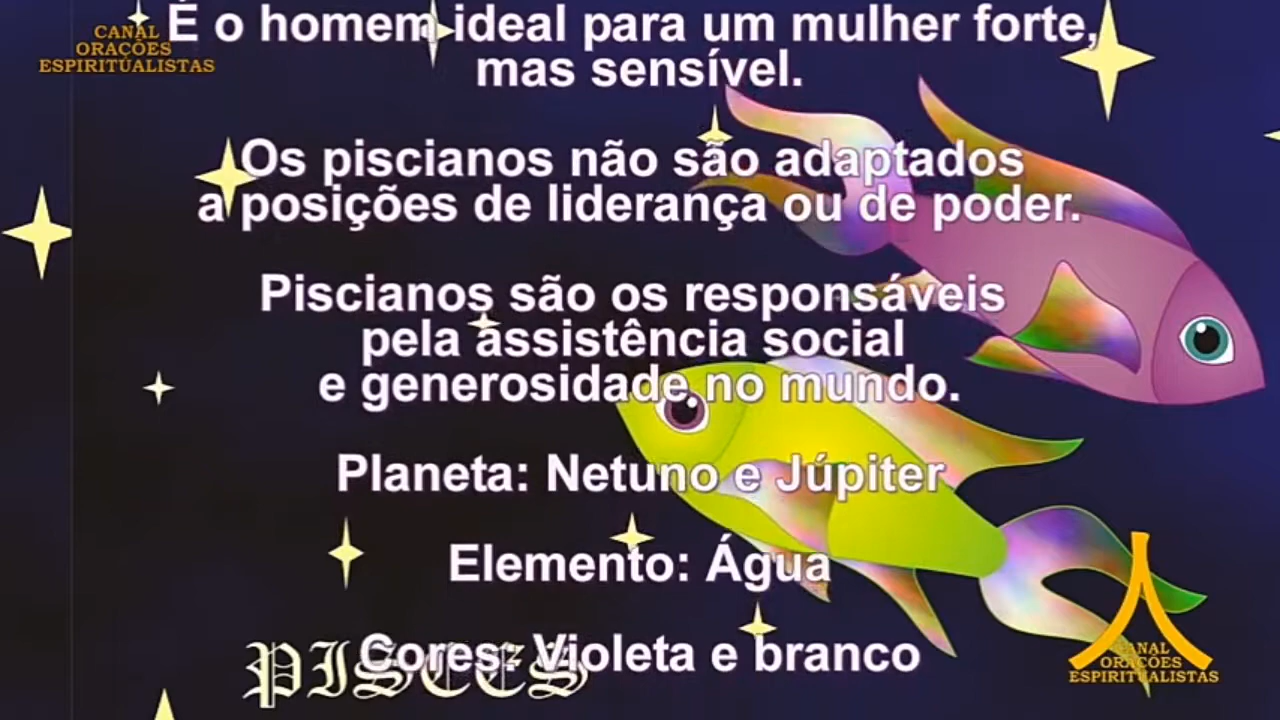 CANAL
ORAÇÕES
ESPIRITUALISTAS
É o homem ideal para um mulher forte,
mas sensível.
Os piscianos não são adaptados
a posições de liderança ou de poder.
Piscianos são os responsáveis
pela assistência social
e generosidade no mundo.
Planeta: Netuno e Júpiter
Elemento: Água
Cores: Violeta e branco
PISCES
CANAL
ORAÇÕES
ESPIRITUALISTAS